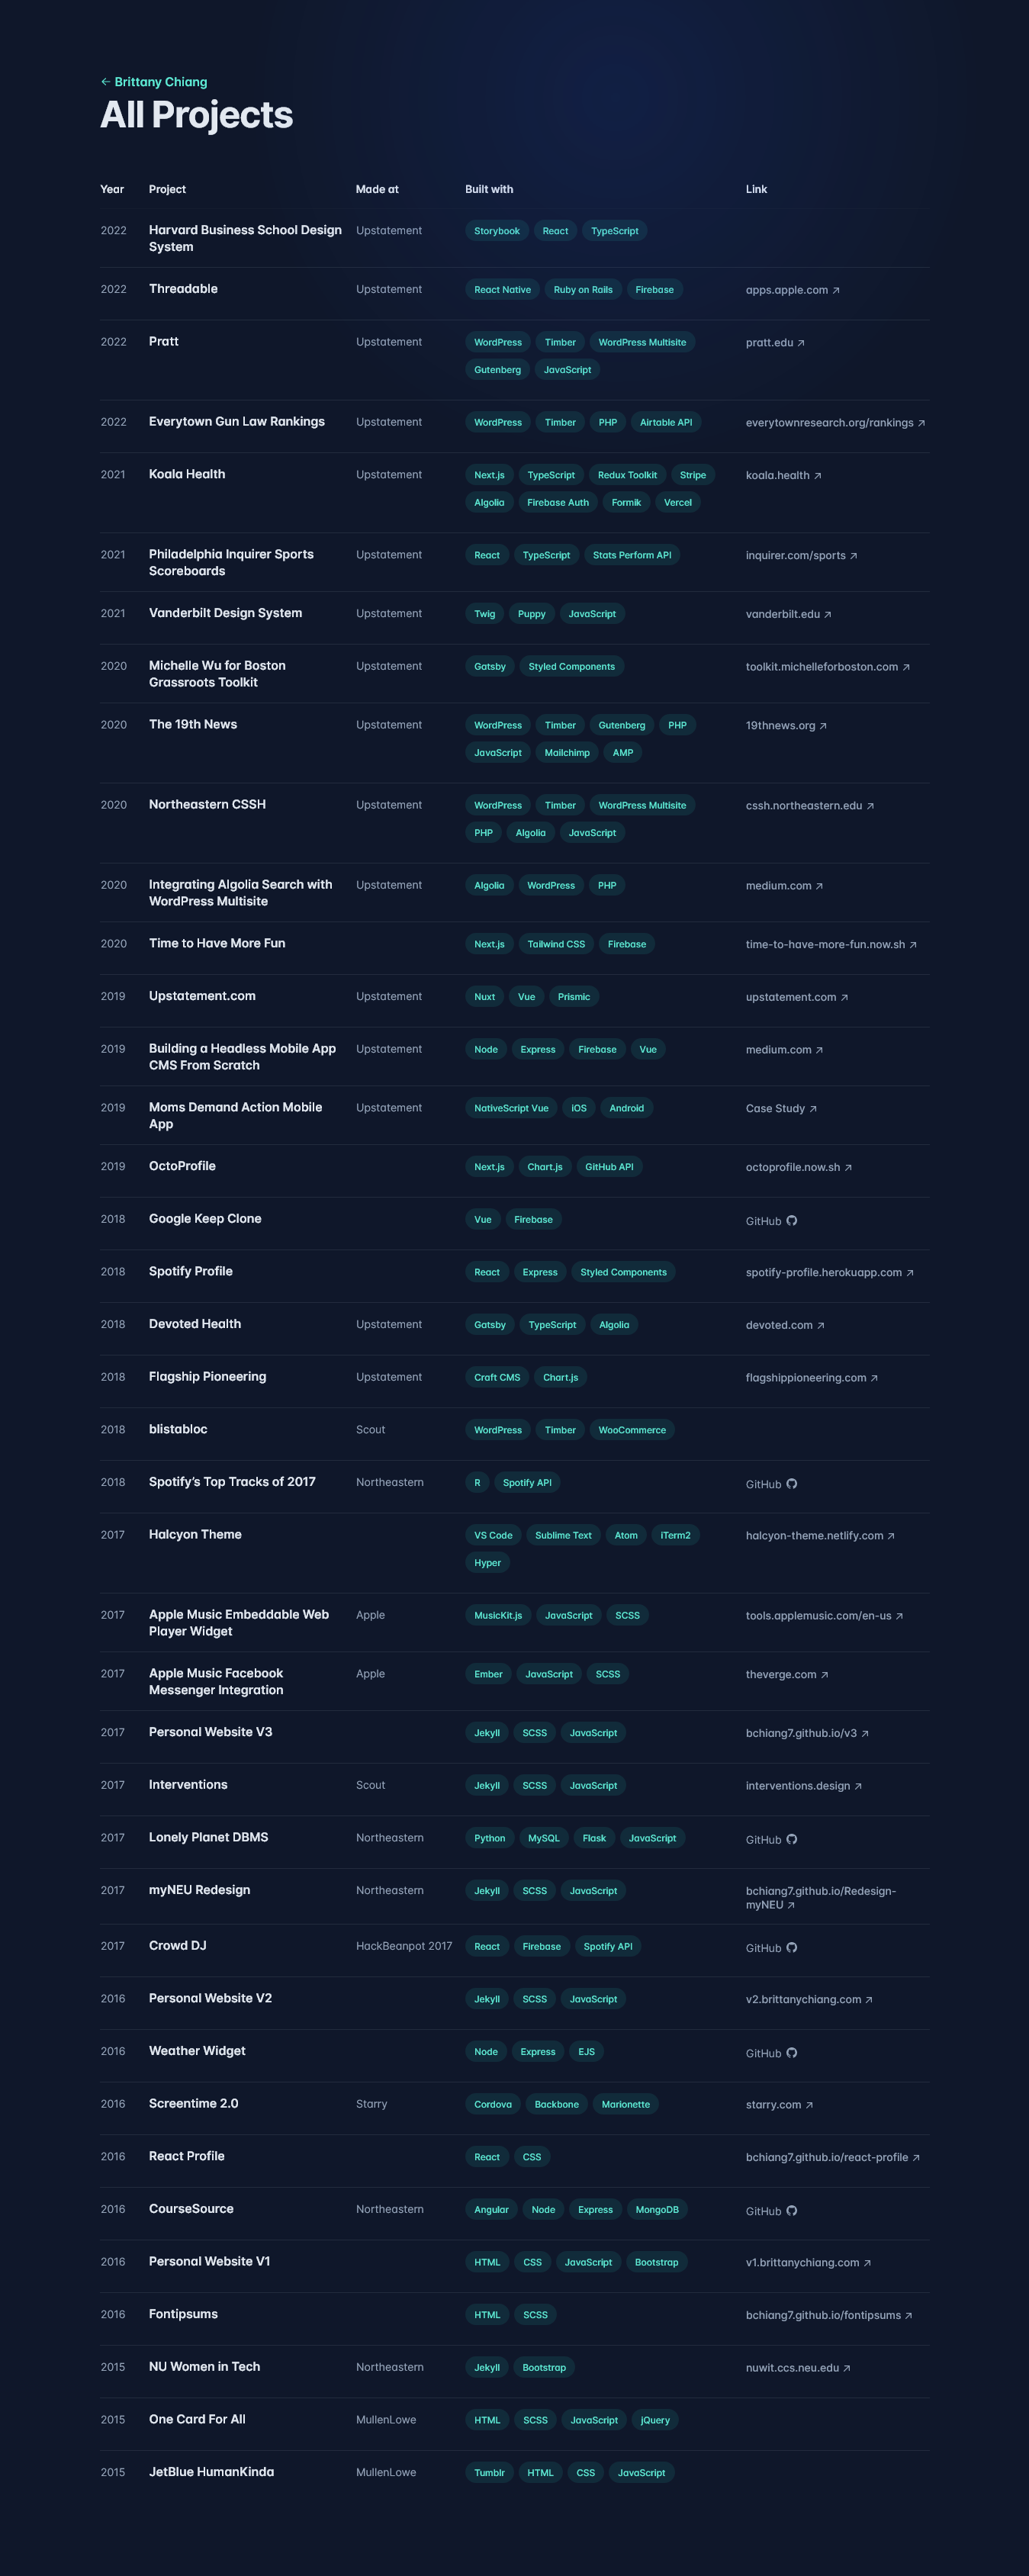 ← Brittany Chiang
All Projects
Year Project Made at Built with Link
2022 Harvard Business School Design Upstatement Storybook React TypeScript
System
2022 Threadable Upstatement React Native Ruby on Rails Firebase apps.apple.com ↗
2022 Pratt Upstatement WordPress Timber WordPress Multisite pratt.edu ↗
Gutenberg JavaScript
2022 Everytown Gun Law Rankings Upstatement WordPress Timber PHP Airtable API everytownresearch.org/rankings ↗
2021 Koala Health Upstatement Next.js TypeScript Redux Toolkit Stripe koala.health ↗
Algolia Firebase Auth Formik Vercel
2021 Philadelphia Inquirer Sports Upstatement React TypeScript Stats Perform API inquirer.com/sports ↗
Scoreboards
2021 Vanderbilt Design System Upstatement Twig Puppy JavaScript vanderbilt.edu ↗
2020 Michelle Wu for Boston Upstatement Gatsby Styled Components toolkit.michelleforboston.com ↗
Grassroots Toolkit
2020 The 19th News Upstatement WordPress Timber Gutenberg PHP 19thnews.org ↗
JavaScript Mailchimp AMP
2020 Northeastern CSSH Upstatement WordPress Timber WordPress Multisite cssh.northeastern.edu ↗
PHP Algolia JavaScript
2020 Integrating Algolia Search with Upstatement Algolia WordPress PHP medium.com ↗
WordPress Multisite
2020 Time to Have More Fun Next.js Tailwind CSS Firebase time-to-have-more-fun.now.sh ↗
2019 Upstatement.com Upstatement Nuxt Vue Prismic upstatement.com ↗
2019 Building a Headless Mobile App Upstatement Node Express Firebase Vue medium.com ↗
CMS From Scratch
2019 Moms Demand Action Mobile Upstatement NativeScript Vue iOS Android Case Study ↗
App
2019 OctoProfile Next.js Chart.js GitHub API octoprofile.now.sh ↗
2018 Google Keep Clone Vue Firebase GitHub
2018 Spotify Profile React Express Styled Components spotify-profile.herokuapp.com ↗
2018 Devoted Health Upstatement Gatsby TypeScript Algolia devoted.com ↗
2018 Flagship Pioneering Upstatement Craft CMS Chart.js flagshippioneering.com ↗
2018 blistabloc Scout WordPress Timber WooCommerce
2018 Spotify’s Top Tracks of 2017 Northeastern R Spotify API GitHub
2017 Halcyon Theme VS Code Sublime Text Atom iTerm2 halcyon-theme.netlify.com ↗
Hyper
2017 Apple Music Embeddable Web Apple MusicKit.js JavaScript SCSS tools.applemusic.com/en-us ↗
Player Widget
2017 Apple Music Facebook Apple Ember JavaScript SCSS theverge.com ↗
Messenger Integration
2017 Personal Website V3 Jekyll SCSS JavaScript bchiang7.github.io/v3 ↗
2017 Interventions Scout Jekyll SCSS JavaScript interventions.design ↗
2017 Lonely Planet DBMS Northeastern Python MySQL Flask JavaScript GitHub
2017 myNEU Redesign Northeastern Jekyll SCSS JavaScript bchiang7.github.io/Redesign-
myNEU ↗
2017 Crowd DJ HackBeanpot 2017 React Firebase Spotify API GitHub
2016 Personal Website V2 Jekyll SCSS JavaScript v2.brittanychiang.com ↗
2016 Weather Widget Node Express EJS GitHub
2016 Screentime 2.0 Starry Cordova Backbone Marionette starry.com ↗
2016 React Profile React CSS bchiang7.github.io/react-profile ↗
2016 CourseSource Northeastern Angular Node Express MongoDB GitHub
2016 Personal Website V1 HTML CSS JavaScript Bootstrap v1.brittanychiang.com ↗
2016 Fontipsums HTML SCSS bchiang7.github.io/fontipsums ↗
2015 NU Women in Tech Northeastern Jekyll Bootstrap nuwit.ccs.neu.edu ↗
2015 One Card For All MullenLowe HTML SCSS JavaScript jQuery
2015 JetBlue HumanKinda MullenLowe Tumblr HTML CSS JavaScript